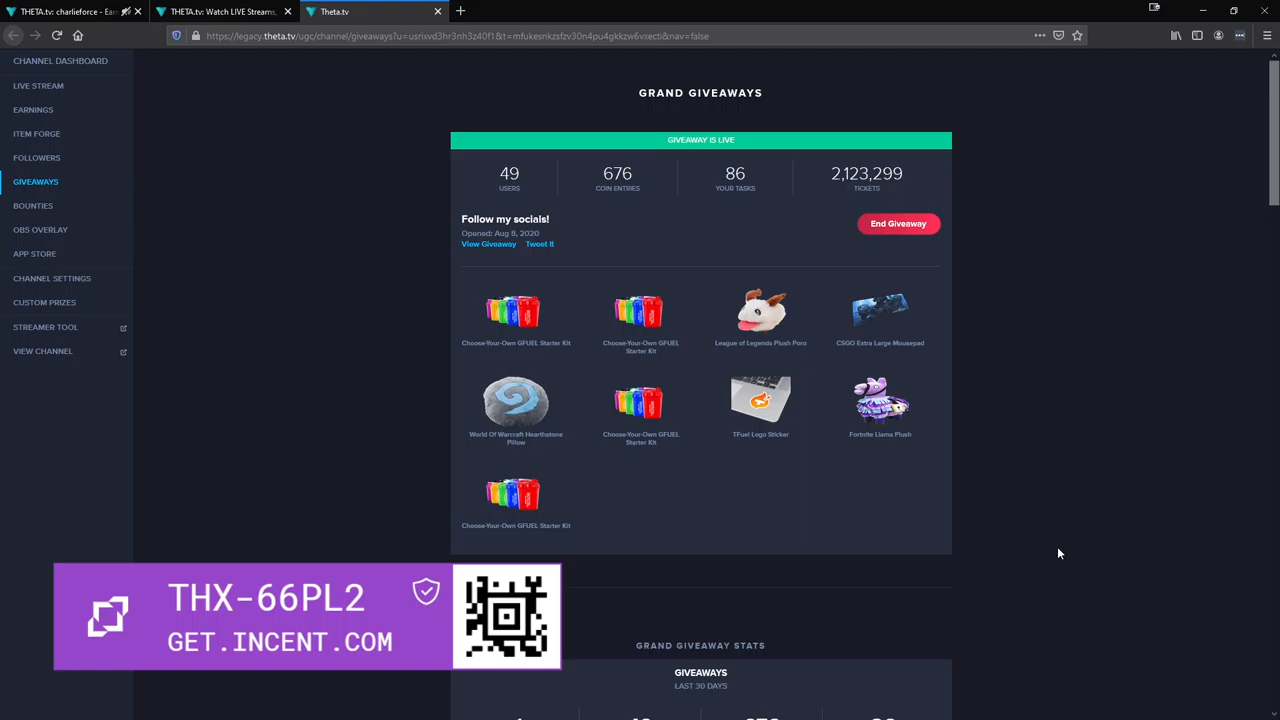 THETA.tv: charlieforce - Ear
THETA.tv: Watch LIVE Streams,
Theta.tv
https://legacy.theta.tv/ugc/channel/giveaways?u=usrixvd3hr3nh3z40f1&t=mfukesnkzsfzv30n4pu4gkkzw6vxecti&nav=false
CHANNEL DASHBOARD
LIVE STREAM
EARNINGS
ITEM FORGE
FOLLOWERS
GIVEAWAYS
BOUNTIES
OBS OVERLAY
APP STORE
CHANNEL SETTINGS
CUSTOM PRIZES
STREAMER TOOL
VIEW CHANNEL
GRAND GIVEAWAYS
GIVEAWAY IS LIVE
49 676 86 2,123,299
USERS COIN ENTRIES YOUR TASKS TICKETS
Follow my socials!
Opened: Aug 8, 2020
View Giveaway Tweet It
End Giveaway
Choose-Your-Own GFUEL Starter Kit
Choose-Your-Own GFUEL
Starter Kit
League of Legends Plush Poro
CSGO Extra Large Mousepad
World Of Warcraft Hearthstone
Pillow
Choose-Your-Own GFUEL
Starter Kit
TFuel Logo Sticker
Fortnite Llama Plush
Choose-Your-Own GFUEL Starter Kit
THX-66PL2
GET.INCENT.COM
GRAND GIVEAWAY STATS
GIVEAWAYS
LAST 30 DAYS